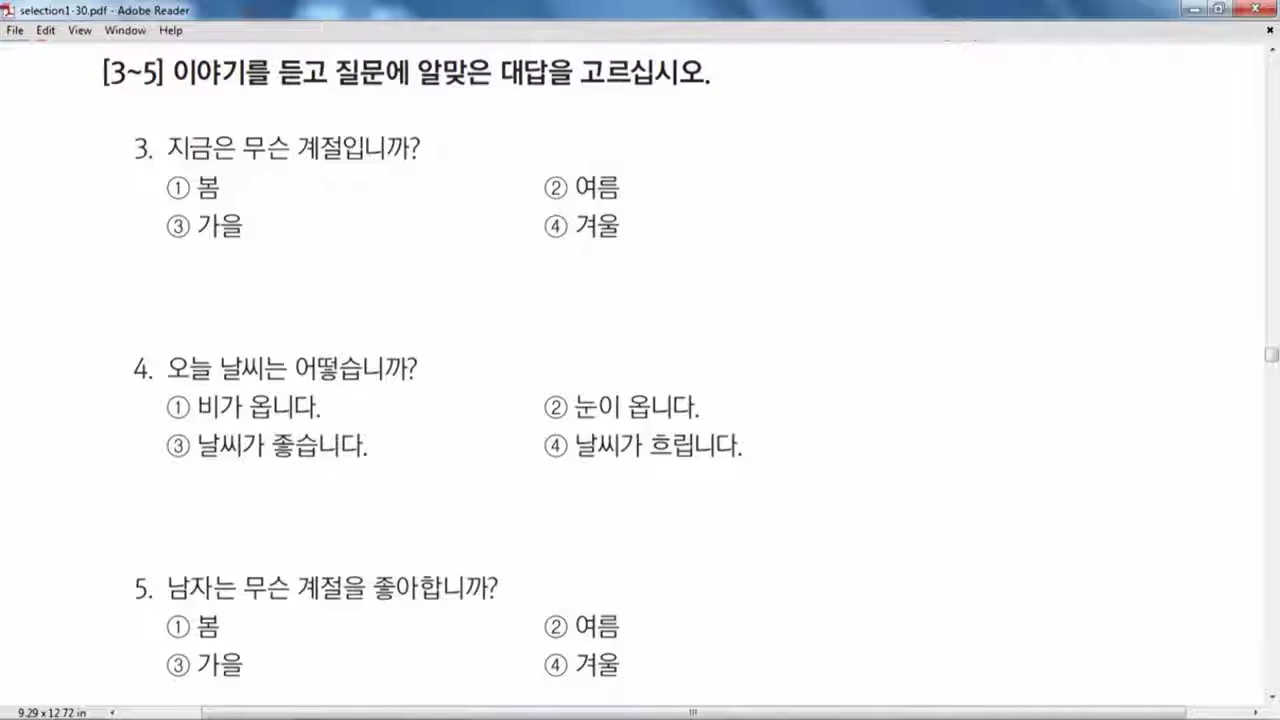 selection1-30.pdf - Adobe Reader
File Edit View Window Help
[3~5] 이야기를 듣고 질문에 알맞은 대답을 고르십시오.
3. 지금은 무슨 계절입니까?
① 봄 ② 여름
③ 가을 ④ 겨울
4. 오늘 날씨는 어떻습니까?
① 비가 옵니다. ② 눈이 옵니다.
③ 날씨가 좋습니다. ④ 날씨가 흐립니다.
5. 남자는 무슨 계절을 좋아합니까?
① 봄 ② 여름
③ 가을 ④ 겨울
9.29 x 12.72 in